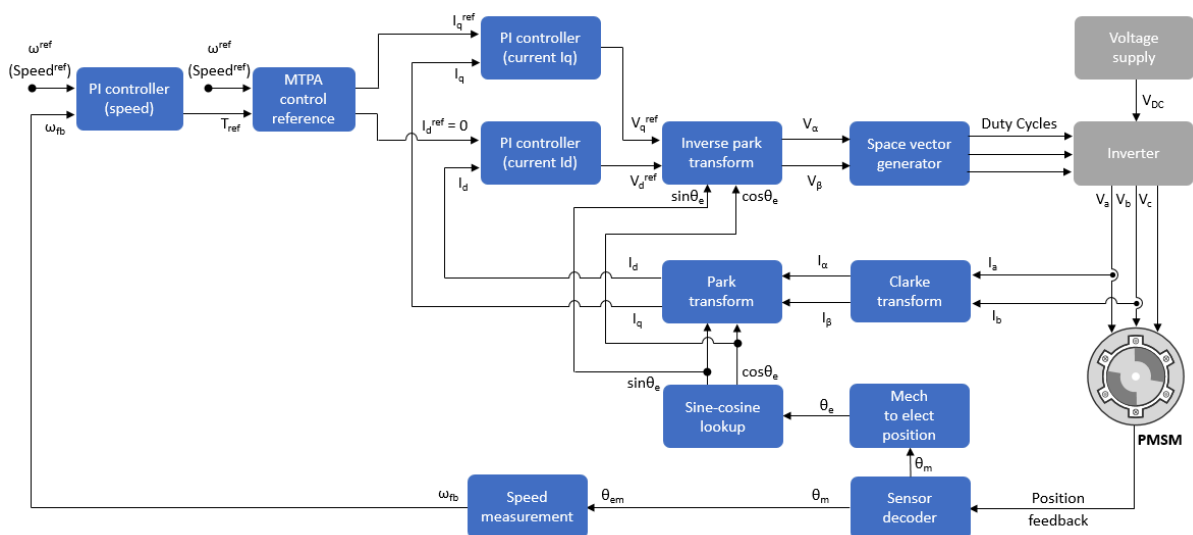 I_q^ref
ω^ref
(Speed^ref)
PI controller
(speed)
ω_fb
ω^ref
(Speed^ref)
T_ref
MTPA
control
reference
I_q
PI controller
(current Iq)
I_d^ref = 0
I_d
PI controller
(current Id)
V_q^ref
V_d^ref
Inverse park
transform
sinθ_e
cosθ_e
V_α
V_β
Space vector
generator
Duty Cycles
Voltage
supply
V_DC
Inverter
V_a
V_b
V_c
I_d
I_q
Park
transform
I_α
I_β
Clarke
transform
I_a
I_b
sinθ_e
cosθ_e
Sine-cosine
lookup
θ_e
Mech
to elect
position
PMSM
θ_m
ω_fb
Speed
measurement
θ_em
θ_m
Sensor
decoder
Position
feedback